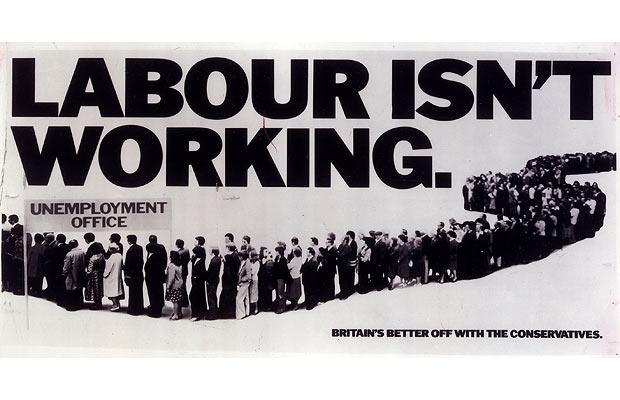 LABOUR ISN'T
WORKING.
UNEMPLOYMENT
OFFICE
BRITAIN'S BETTER OFF WITH THE CONSERVATIVES.